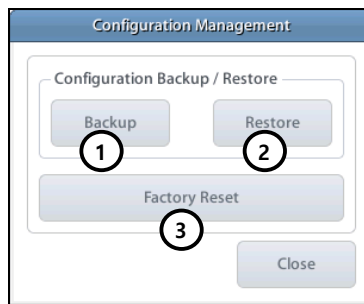 Configuration Management
Configuration Backup / Restore
Backup
Restore
1
2
Factory Reset
3
Close